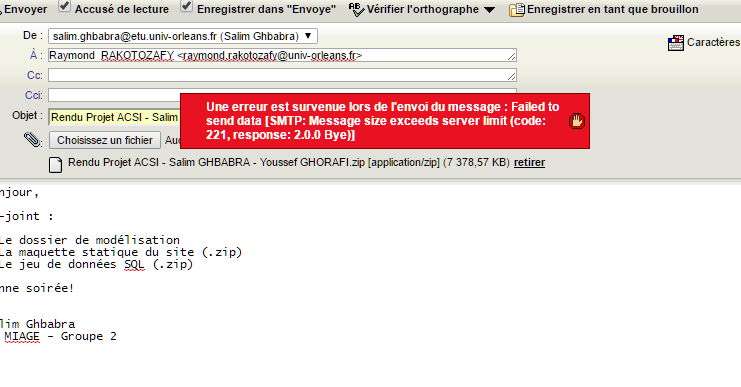 Envoyer Accusé de lecture Enregistrer dans "Envoye" Vérifier l'orthographe Enregistrer en tant que brouillon
De : salim.ghbabra@etu.univ-orleans.fr (Salim Ghbabra)
Caractères
À : Raymond RAKOTOZAFY <raymond.rakotozafy@univ-orleans.fr>
Cc:
Cci:
Une erreur est survenue lors de l'envoi du message : Failed to
send data [SMTP: Message size exceeds server limit (code:
221, response: 2.0.0 Bye)]
Objet : Rendu Projet ACSI - Salim
Choisissez un fichier Auc
Rendu Projet ACSI - Salim GHBABRA - Youssef GHORAFI.zip [application/zip] (7 378,57 KB) retirer
njour,
-joint :
Le dossier de modélisation
La maquette statique du site (.zip)
Le jeu de données SQL (.zip)
nne soirée!
lim Ghbabra
MIAGE - Groupe 2